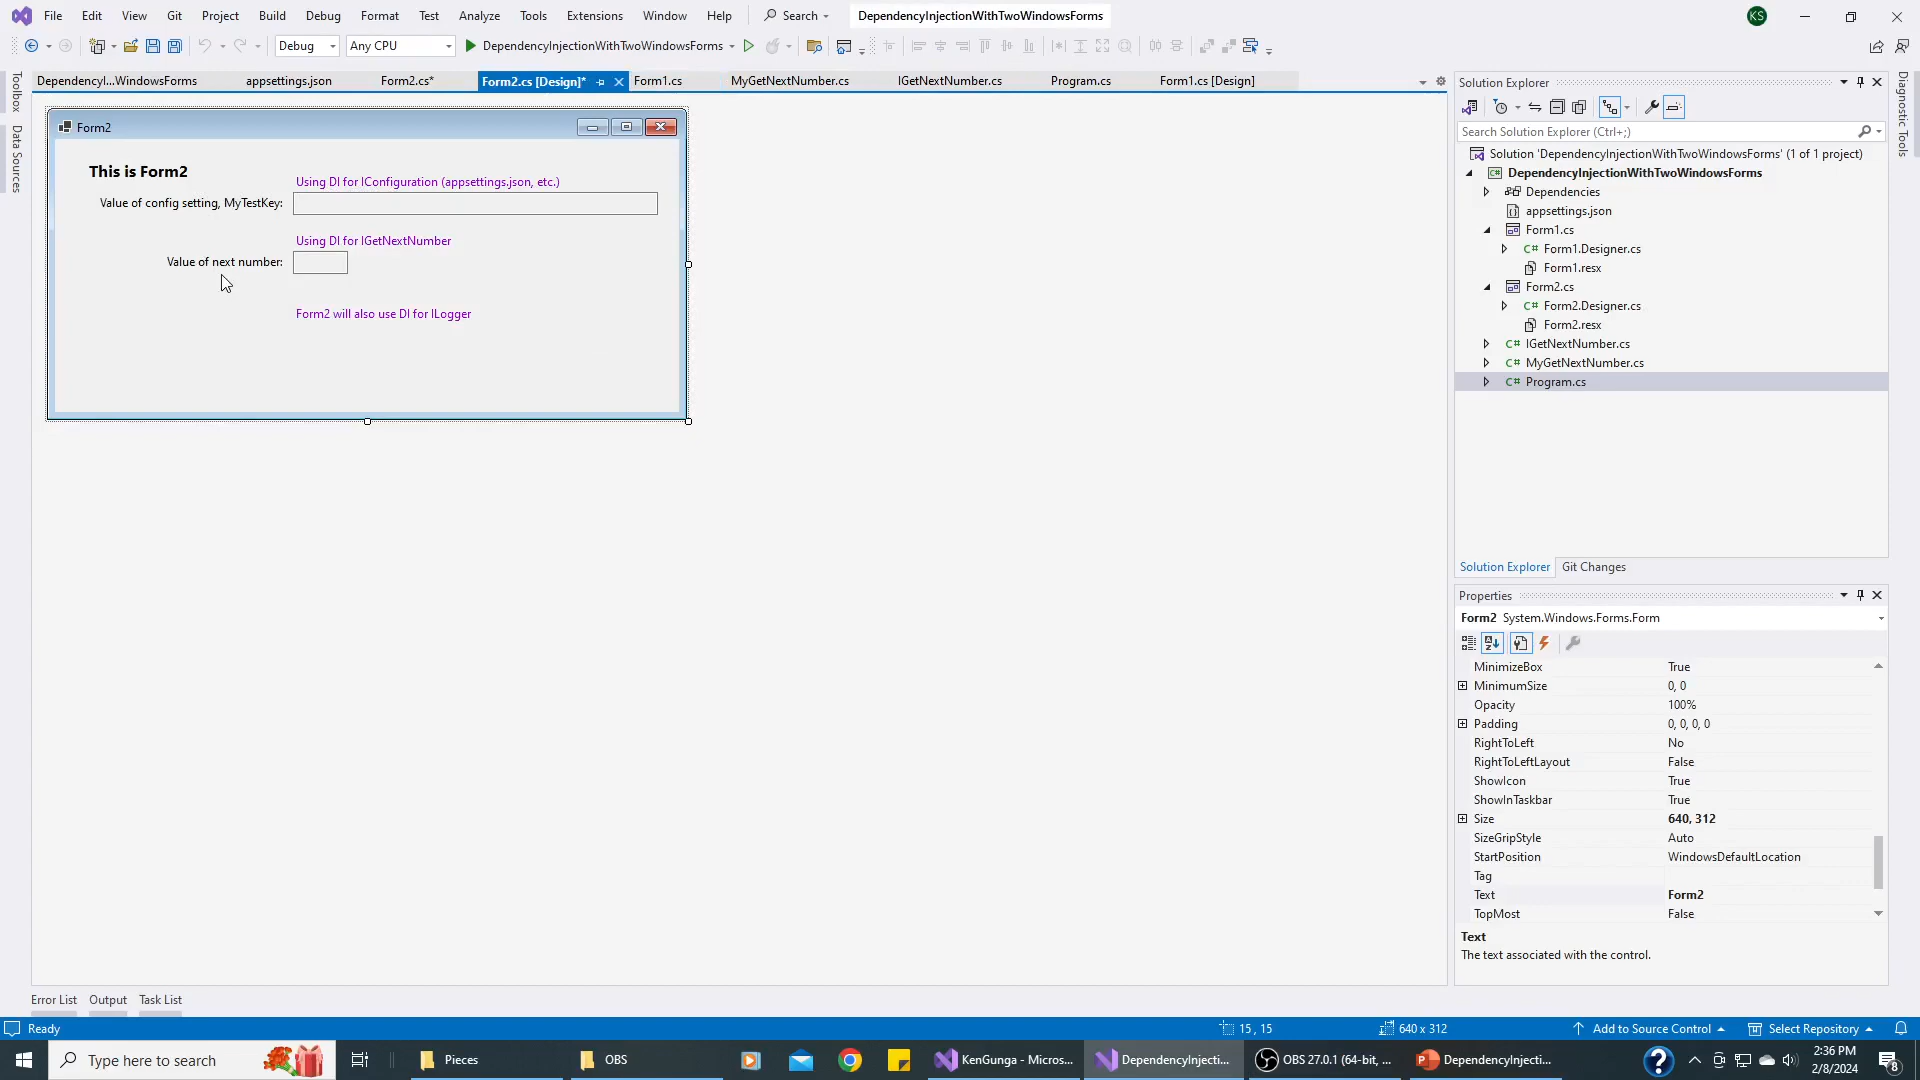 File Edit View Git Project Build Debug Format Test Analyze Tools Extensions Window Help Search DependencyInjectionWithTwoWindowsForms KS
Debug Any CPU DependencyInjectionWithTwoWindowsForms
DependencyI...WindowsForms appsettings.json Form2.cs* Form2.cs [Design]* Form1.cs MyGetNextNumber.cs IGetNextNumber.cs Program.cs Form1.cs [Design]
Toolbox
Data Sources
Form2
This is Form2
Using DI for IConfiguration (appsettings.json, etc.)
Value of config setting, MyTestKey:
Using DI for IGetNextNumber
Value of next number:
Form2 will also use DI for ILogger
Solution Explorer
Search Solution Explorer (Ctrl+;)
Solution 'DependencyInjectionWithTwoWindowsForms' (1 of 1 project)
DependencyInjectionWithTwoWindowsForms
Dependencies
appsettings.json
Form1.cs
C# Form1.Designer.cs
Form1.resx
Form2.cs
C# Form2.Designer.cs
Form2.resx
C# IGetNextNumber.cs
C# MyGetNextNumber.cs
C# Program.cs
Solution Explorer Git Changes
Diagnostic Tools
Properties
Form2 System.Windows.Forms.Form
MinimizeBox True
MinimumSize 0, 0
Opacity 100%
Padding 0, 0, 0, 0
RightToLeft No
RightToLeftLayout False
ShowIcon True
ShowInTaskbar True
Size 640, 312
SizeGripStyle Auto
StartPosition WindowsDefaultLocation
Tag
Text Form2
TopMost False
Text
The text associated with the control.
Error List Output Task List
Ready 15 , 15 640 x 312 Add to Source Control Select Repository
Type here to search Pieces OBS KenGunga - Micros... DependencyInjecti... OBS 27.0.1 (64-bit, ... DependencyInjecti...
2:36 PM
2/8/2024
8